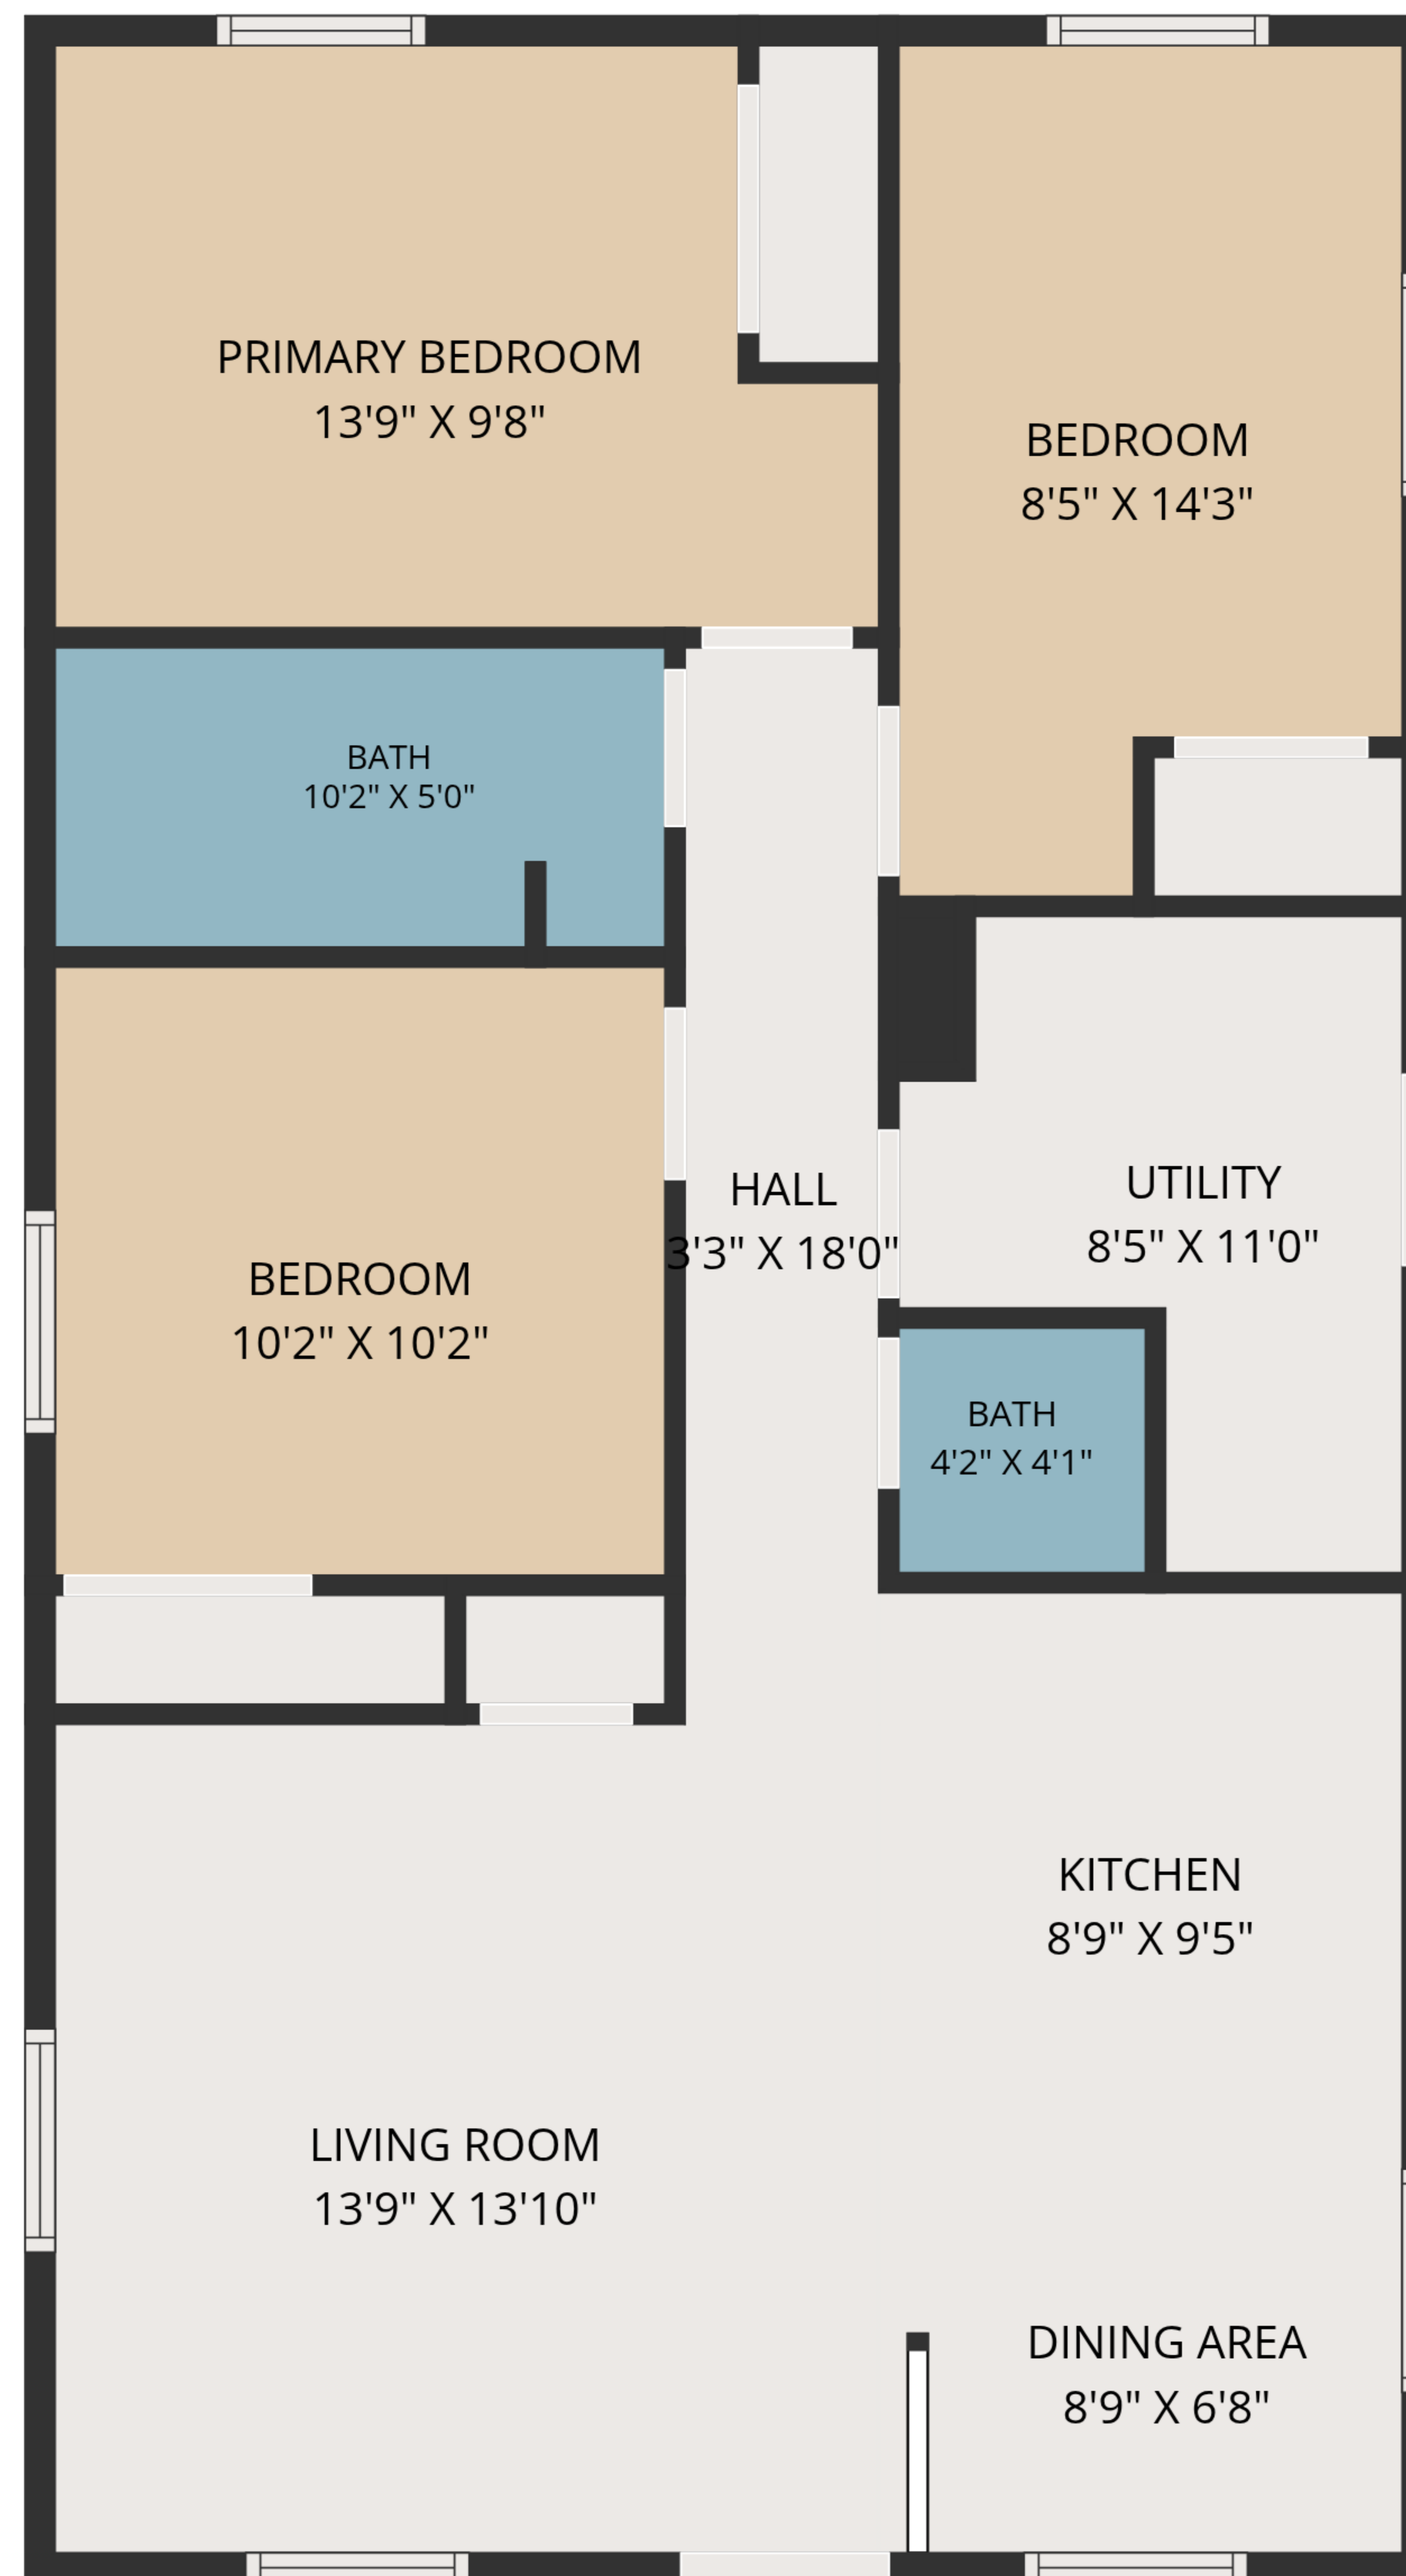 PRIMARY BEDROOM
13'9" X 9'8"
BEDROOM
8'5" X 14'3"
BATH
10'2" X 5'0"
HALL
3'3" X 18'0"
UTILITY
8'5" X 11'0"
BEDROOM
10'2" X 10'2"
BATH
4'2" X 4'1"
KITCHEN
8'9" X 9'5"
LIVING ROOM
13'9" X 13'10"
DINING AREA
8'9" X 6'8"